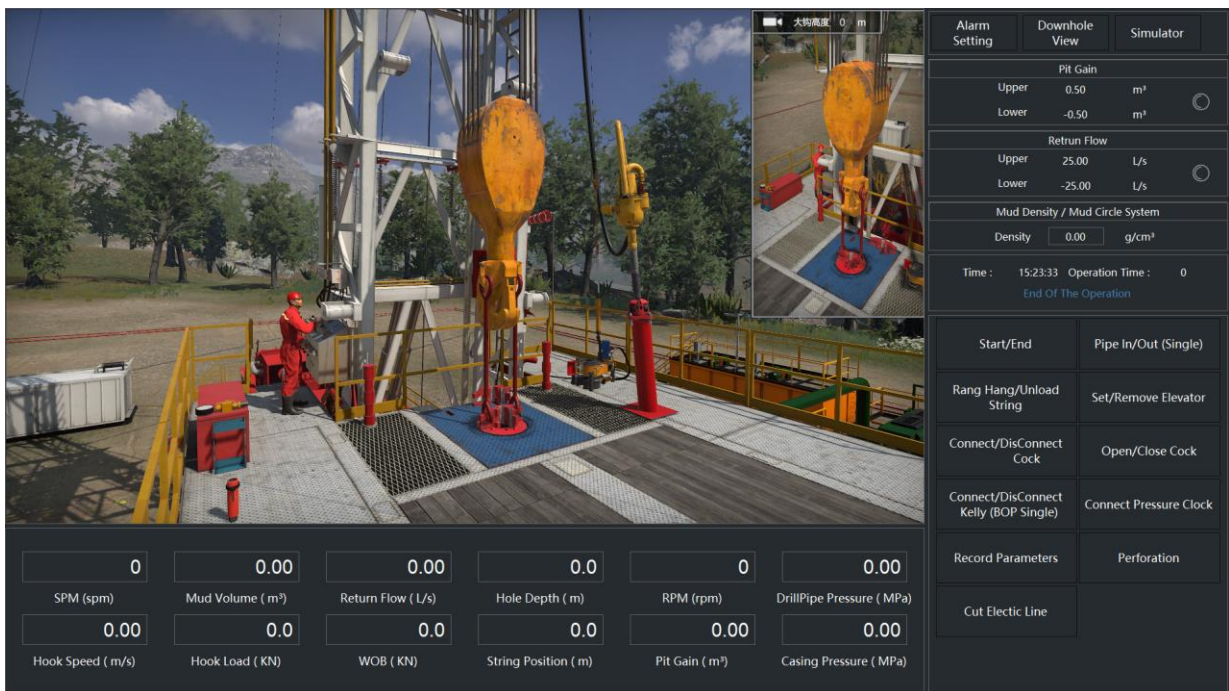 大钩高度 0 m
Alarm
Setting
Downhole
View
Simulator
Pit Gain
Upper 0.50 m³
Lower -0.50 m³
Retrun Flow
Upper 25.00 L/s
Lower -25.00 L/s
Mud Density / Mud Circle System
Density 0.00 g/cm³
Time : 15:23:33 Operation Time : 0
End Of The Operation
Start/End
Pipe In/Out (Single)
Rang Hang/Unload
String
Set/Remove Elevator
Connect/DisConnect
Cock
Open/Close Cock
Connect/DisConnect
Kelly (BOP Single)
Connect Pressure Clock
Record Parameters
Perforation
Cut Electic Line
0 0.00 0.00 0.0 0 0.00
SPM (spm) Mud Volume ( m³) Return Flow ( L/s) Hole Depth ( m) RPM (rpm) DrillPipe Pressure ( MPa)
0.00 0.0 0.0 0.0 0.00 0.00
Hook Speed ( m/s) Hook Load ( KN) WOB ( KN) String Position ( m) Pit Gain ( m³) Casing Pressure ( MPa)